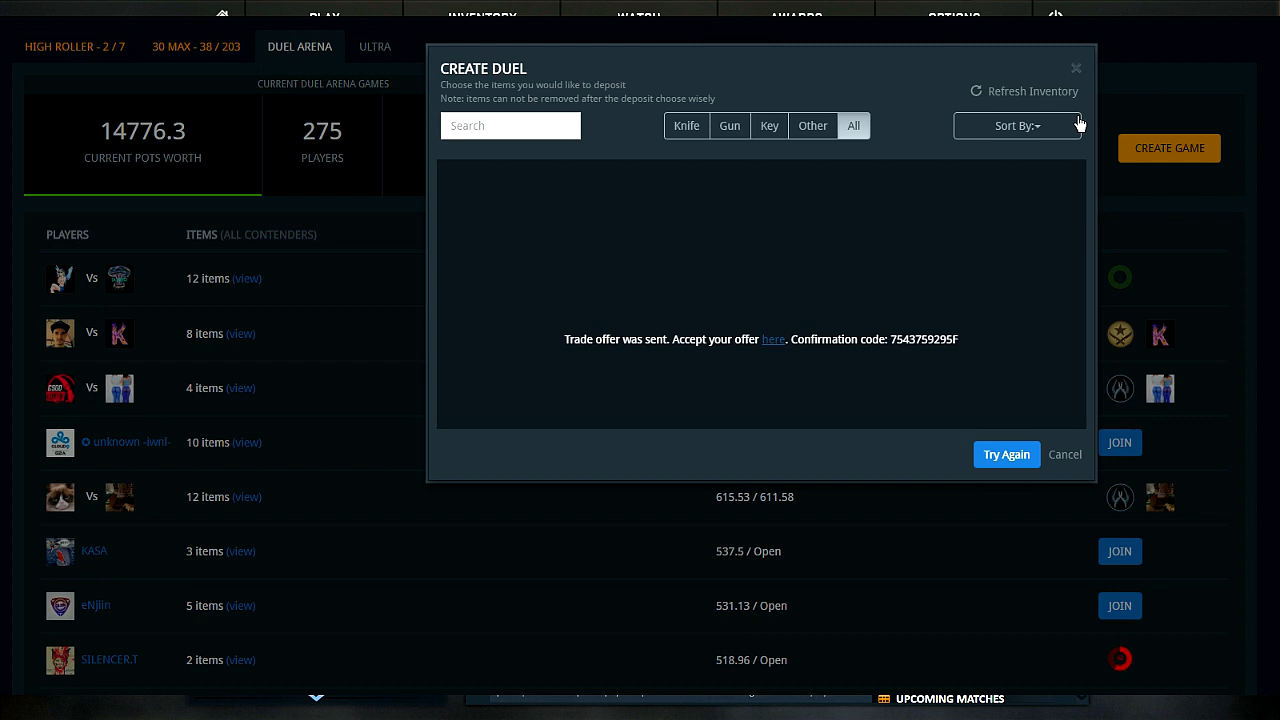 PLAY INVENTORY WATCH AWARDS OPTIONS
HIGH ROLLER - 2 / 7 30 MAX - 38 / 203 DUEL ARENA ULTRA
CURRENT DUEL ARENA GAMES
14776.3 275
CURRENT POTS WORTH PLAYERS
CREATE GAME
CREATE DUEL
Choose the items you would like to deposit
Note: items can not be removed after the deposit choose wisely
Refresh Inventory
Search Knife Gun Key Other All Sort By:
Trade offer was sent. Accept your offer here. Confirmation code: 7543759295F
Try Again Cancel
PLAYERS ITEMS (ALL CONTENDERS)
Vs 12 items (view)
Vs 8 items (view)
Vs 4 items (view)
unknown -iwnl- 10 items (view) JOIN
Vs 12 items (view) 615.53 / 611.58
KASA 3 items (view) 537.5 / Open JOIN
eNjiin 5 items (view) 531.13 / Open JOIN
SILENCER.T 2 items (view) 518.96 / Open
UPCOMING MATCHES